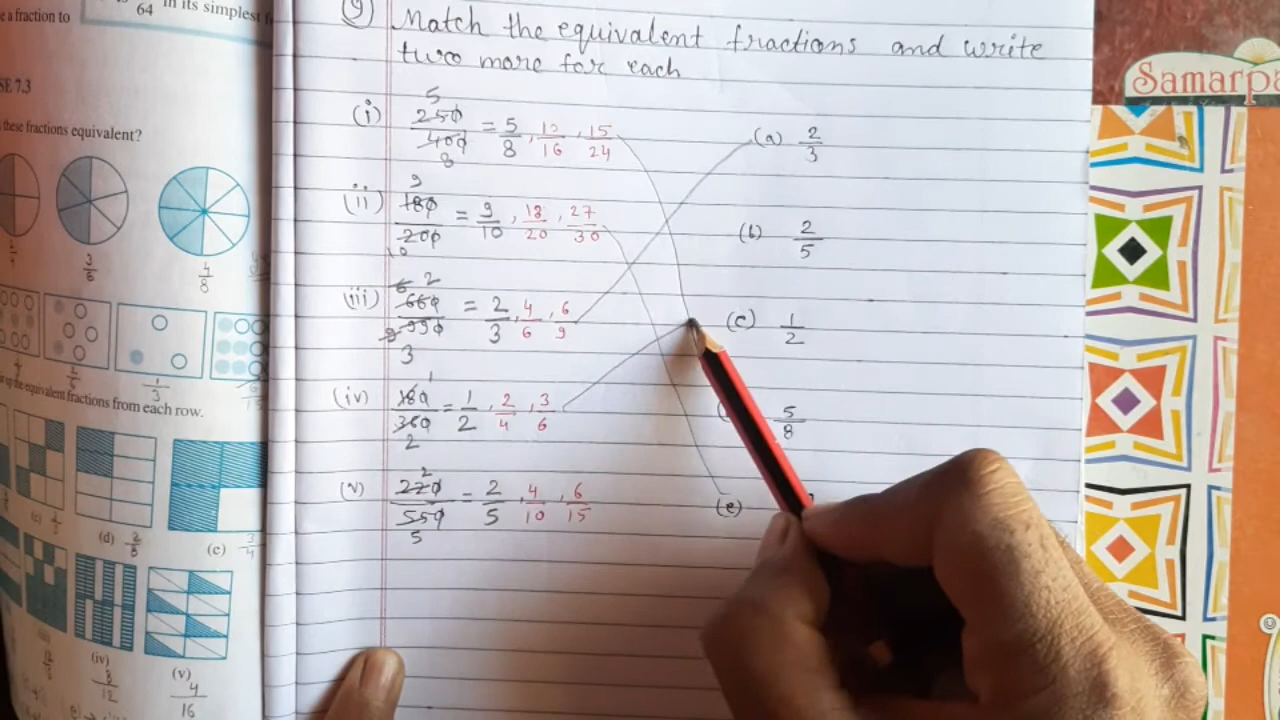 e a fraction to
64 in its simplest f
SE 7.3
these fractions equivalent?
3/6
4/8
1/3
up the equivalent fractions from each row.
(c)
(d)
(e) 3/4
(iv) 8/12
(v) 4/16
9) Match the equivalent fractions and write
two more for each
(i) 250/400 = 5/8, 10/16, 15/24 (a) 2/3
(ii) 180/200 = 9/10, 18/20, 27/30 (b) 2/5
(iii) 660/990 = 2/3, 4/6, 6/9 (c) 1/2
(iv) 180/360 = 1/2, 2/4, 3/6 5/8
(v) 220/550 = 2/5, 4/10, 6/15 (e)
Samarpa